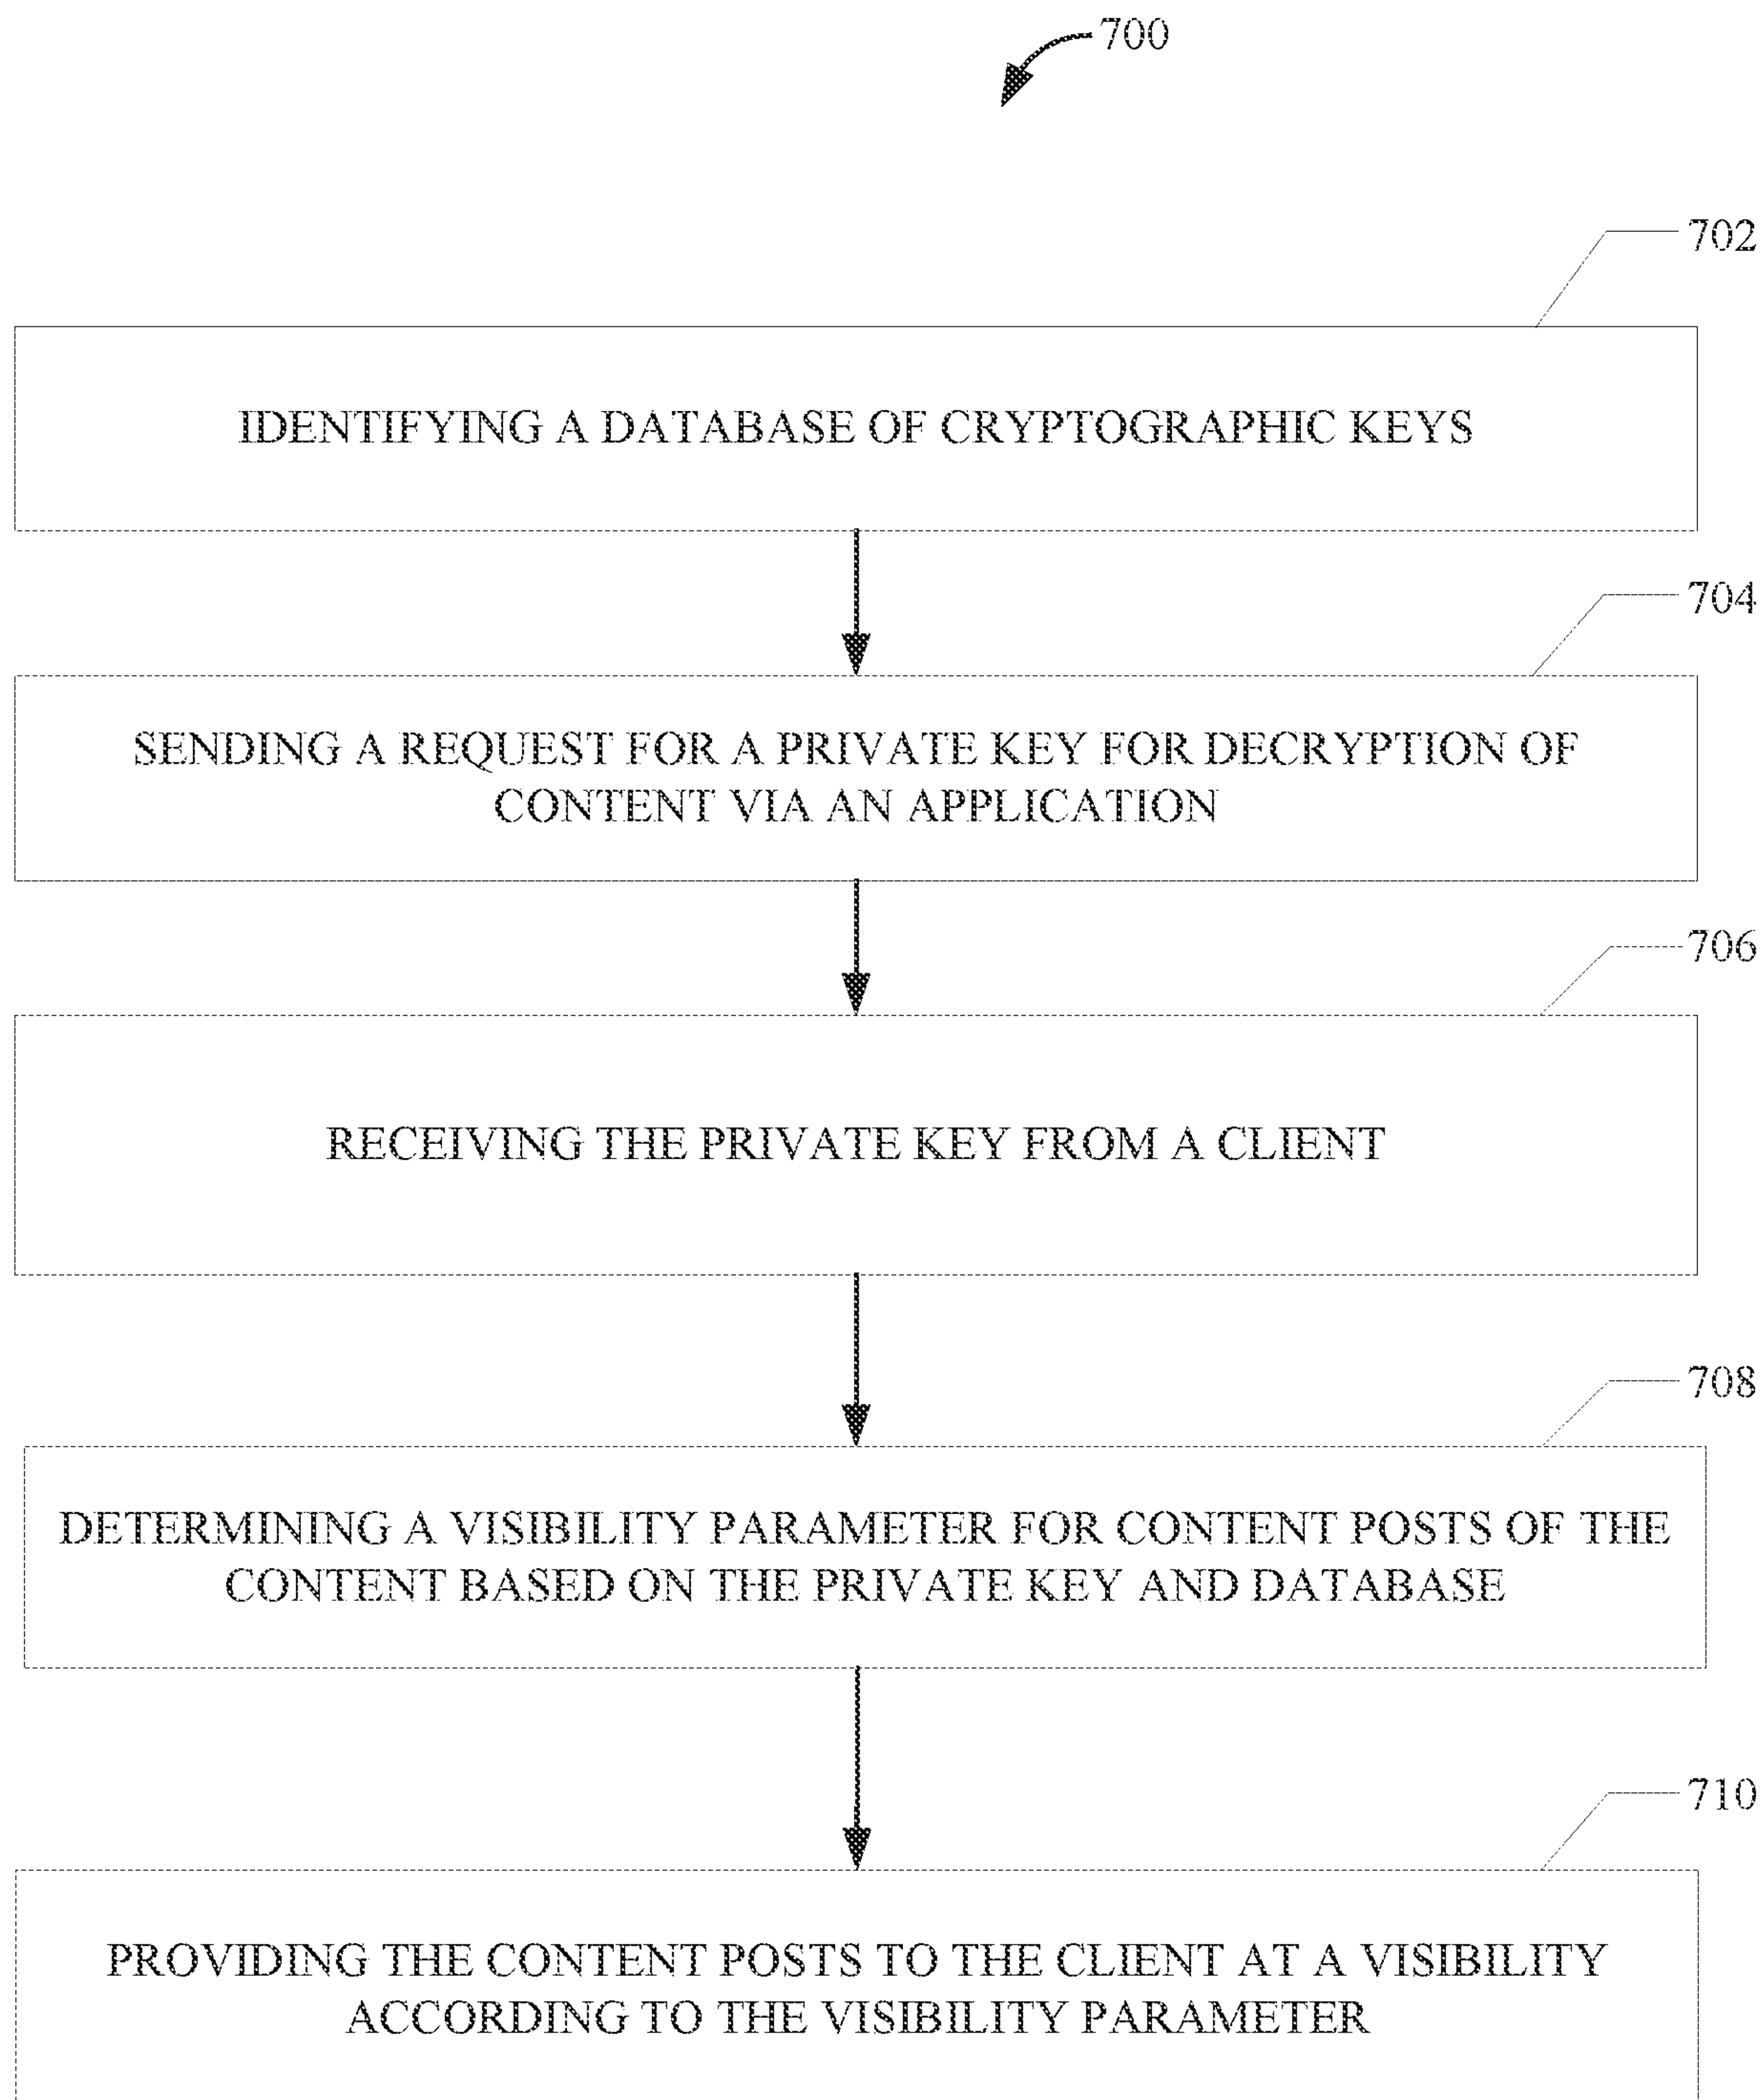 700
702
IDENTIFYING A DATABASE OF CRYPTOGRAPHIC KEYS
704
SENDING A REQUEST FOR A PRIVATE KEY FOR DECRYPTION OF
CONTENT VIA AN APPLICATION
706
RECEIVING THE PRIVATE KEY FROM A CLIENT
708
DETERMINING A VISIBILITY PARAMETER FOR CONTENT POSTS OF THE
CONTENT BASED ON THE PRIVATE KEY AND DATABASE
710
PROVIDING THE CONTENT POSTS TO THE CLIENT AT A VISIBILITY
ACCORDING TO THE VISIBILITY PARAMETER